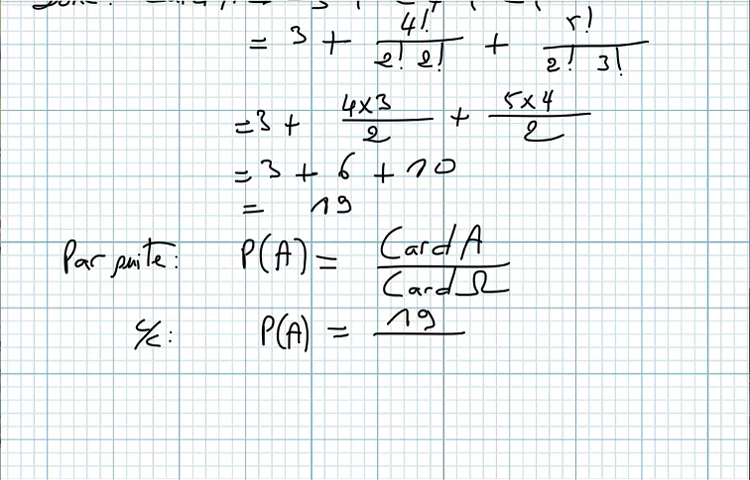 = 3 + 4!/(2! 2!) + 5!/(2! 3!)
= 3 + (4×3)/2 + (5×4)/2
= 3 + 6 + 10
= 19
Par suite: P(A) = Card A / Card Ω
c/c: P(A) = 19/